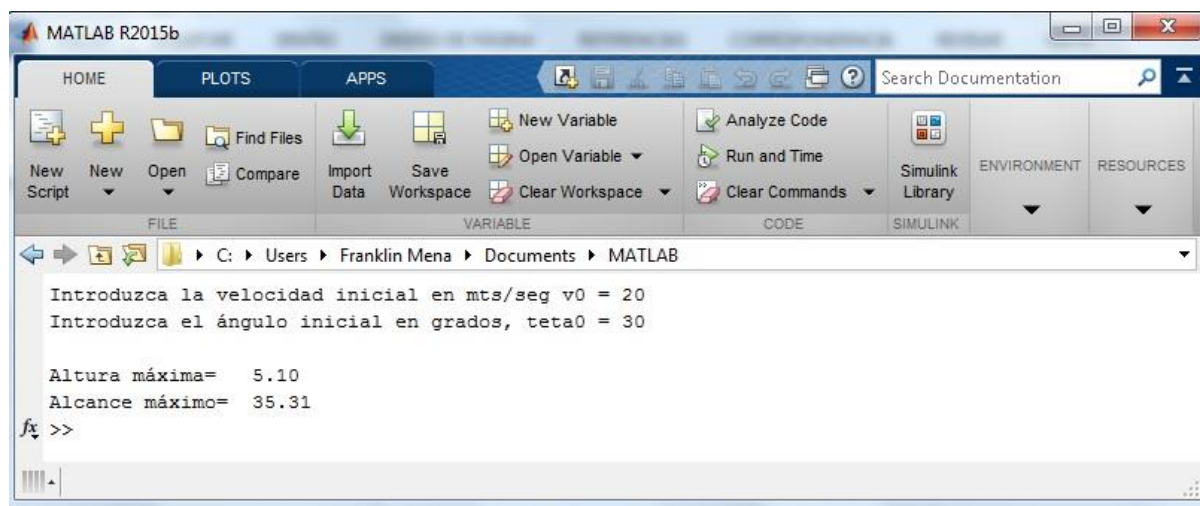 MATLAB R2015b
HOME PLOTS APPS Search Documentation
New Script
New
Open
Find Files
Compare
FILE
Import Data
Save Workspace
New Variable
Open Variable
Clear Workspace
VARIABLE
Analyze Code
Run and Time
Clear Commands
CODE
Simulink Library
SIMULINK
ENVIRONMENT
RESOURCES
C: Users Franklin Mena Documents MATLAB
Introduzca la velocidad inicial en mts/seg v0 = 20
Introduzca el ángulo inicial en grados, teta0 = 30
Altura máxima= 5.10
Alcance máximo= 35.31
fx >>